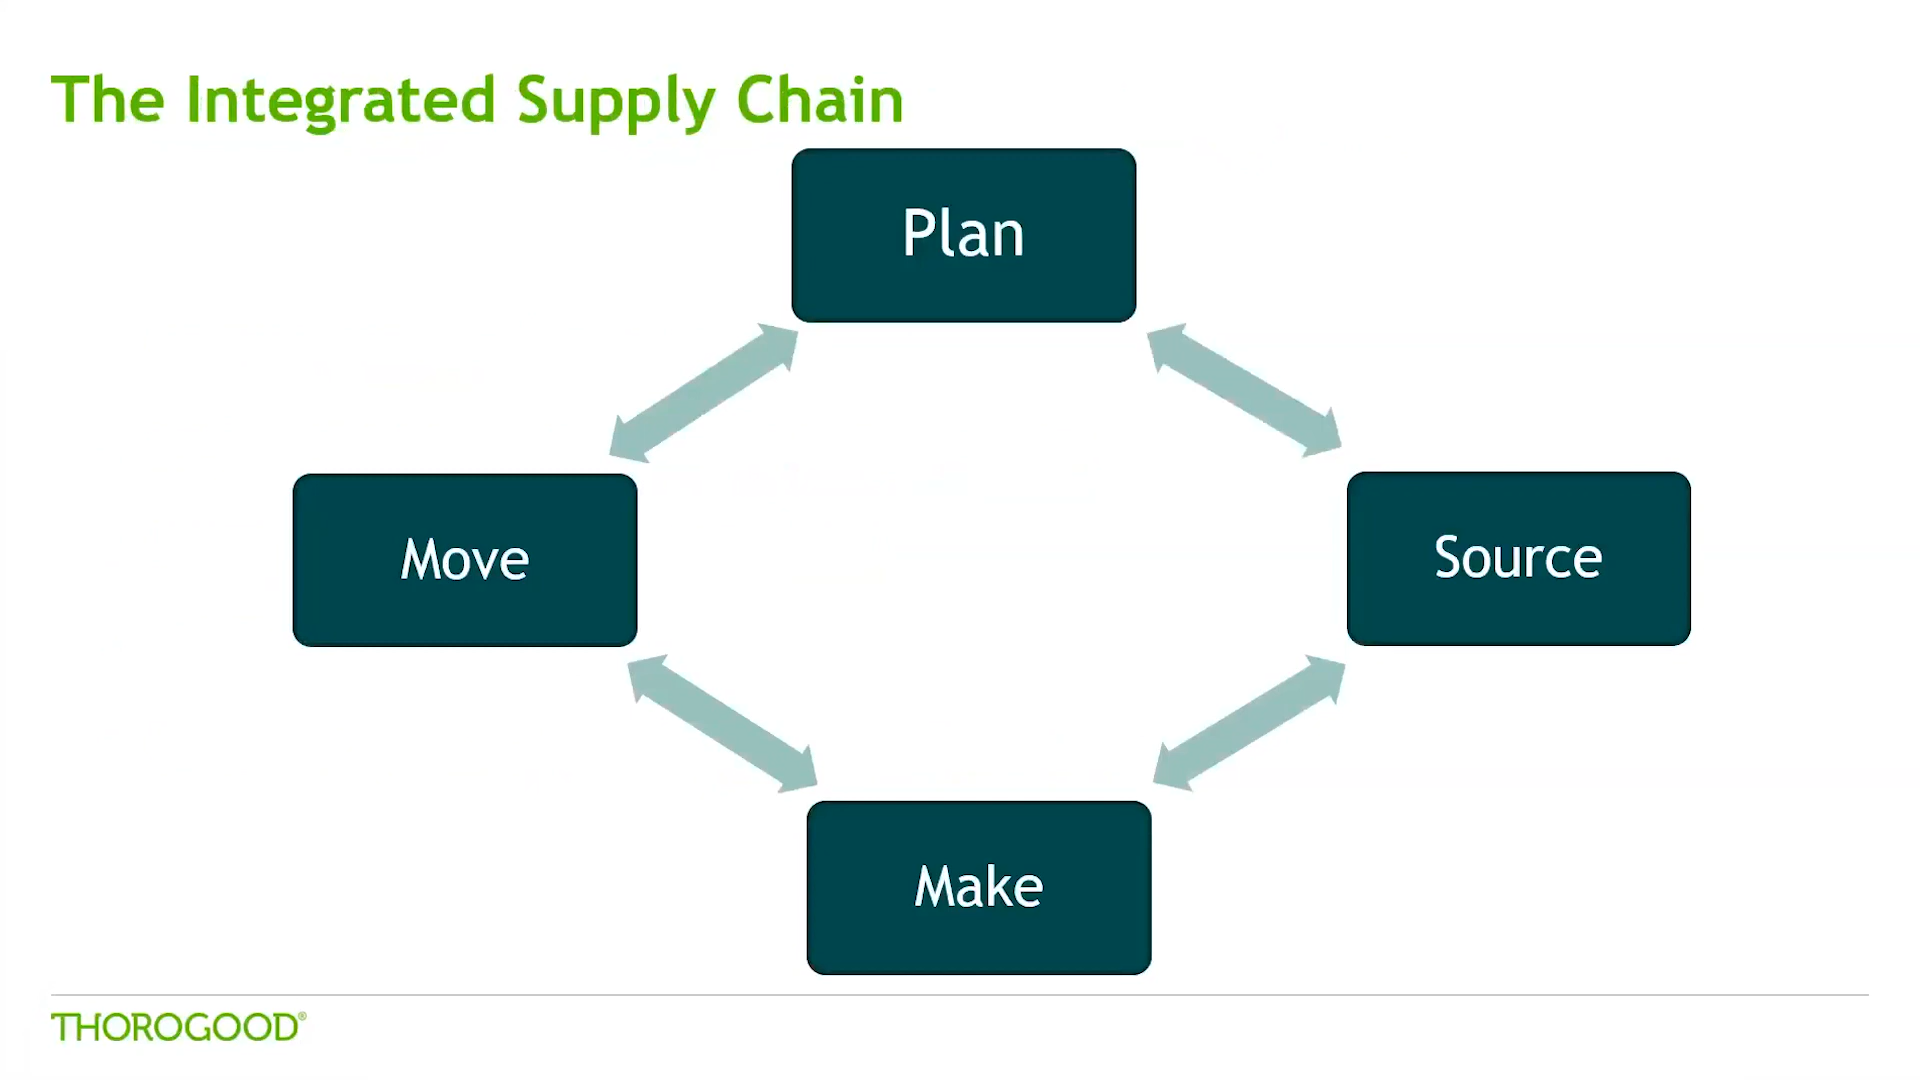 The Integrated Supply Chain
Plan
Move
Source
Make
THOROGOOD®